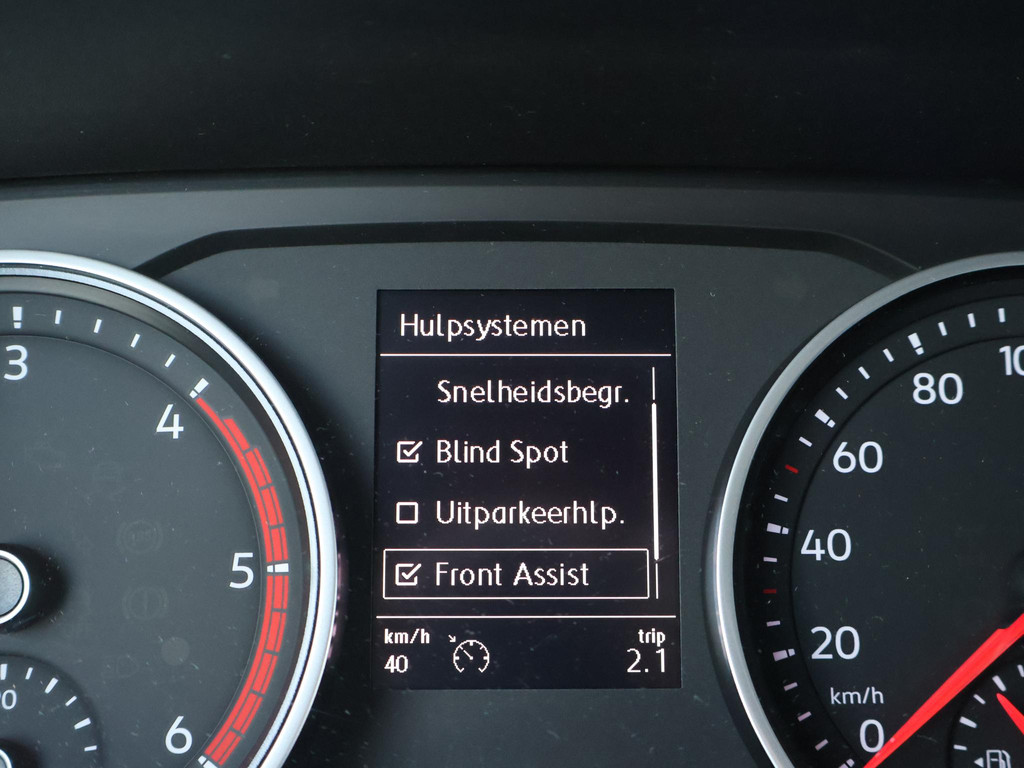 Hulpsystemen
Snelheidsbegr.
Blind Spot
Uitparkeerhlp.
Front Assist
km/h
40
trip
2.1
3
4
5
6
80
60
40
20
km/h
0